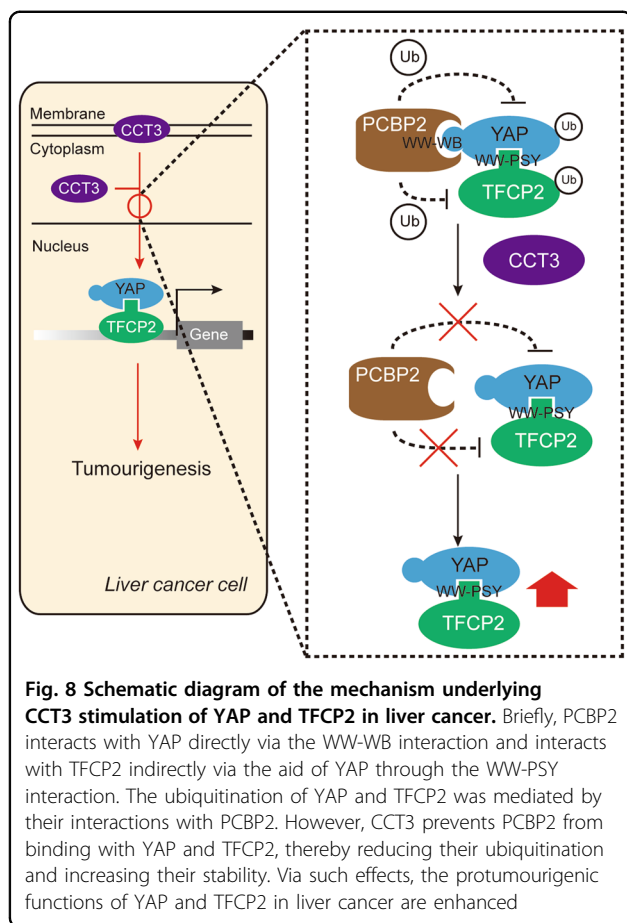 Membrane
CCT3
Cytoplasm
CCT3
Nucleus
YAP
TFCP2
Gene
Tumourigenesis
Liver cancer cell
Ub
PCBP2
WW-WB
YAP
Ub
WW-PSY
TFCP2
Ub
Ub
CCT3
PCBP2
YAP
WW-PSY
TFCP2
YAP
WW-PSY
TFCP2
Fig. 8 Schematic diagram of the mechanism underlying
CCT3 stimulation of YAP and TFCP2 in liver cancer. Briefly, PCBP2
interacts with YAP directly via the WW-WB interaction and interacts
with TFCP2 indirectly via the aid of YAP through the WW-PSY
interaction. The ubiquitination of YAP and TFCP2 was mediated by
their interactions with PCBP2. However, CCT3 prevents PCBP2 from
binding with YAP and TFCP2, thereby reducing their ubiquitination
and increasing their stability. Via such effects, the protumourigenic
functions of YAP and TFCP2 in liver cancer are enhanced